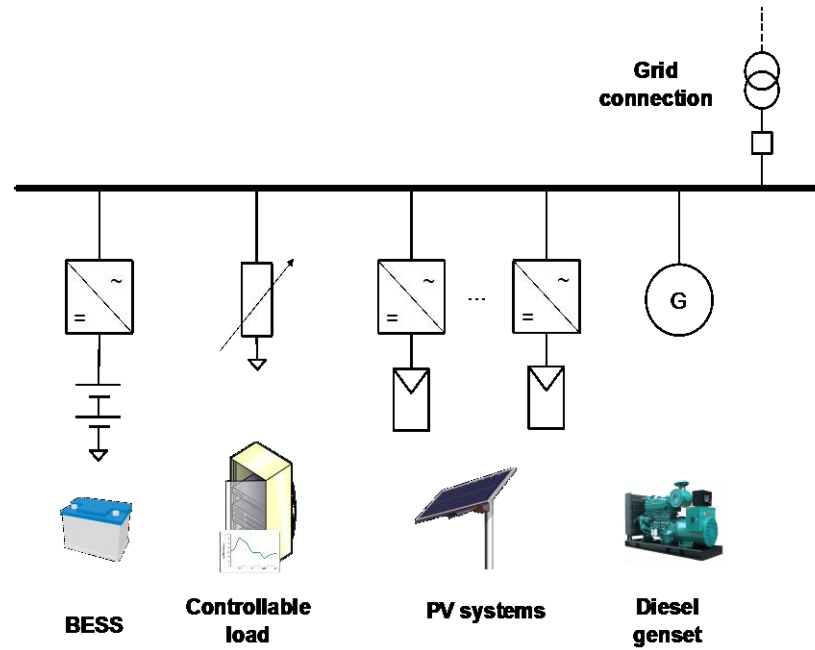 Grid
connection
~
=
~
=
...
~
=
G
BESS
Controllable
load
PV systems
Diesel
genset